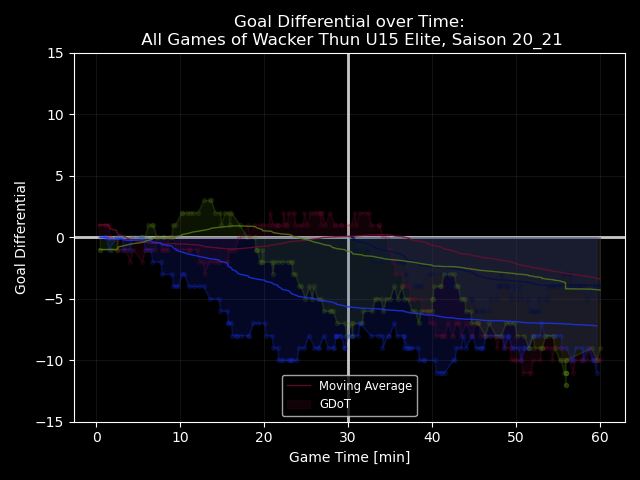 Goal Differential over Time:
All Games of Wacker Thun U15 Elite, Saison 20_21
15
10
5
0
−5
−10
−15
Goal Differential
0
10
20
30
40
50
60
Game Time [min]
Moving Average
GDoT